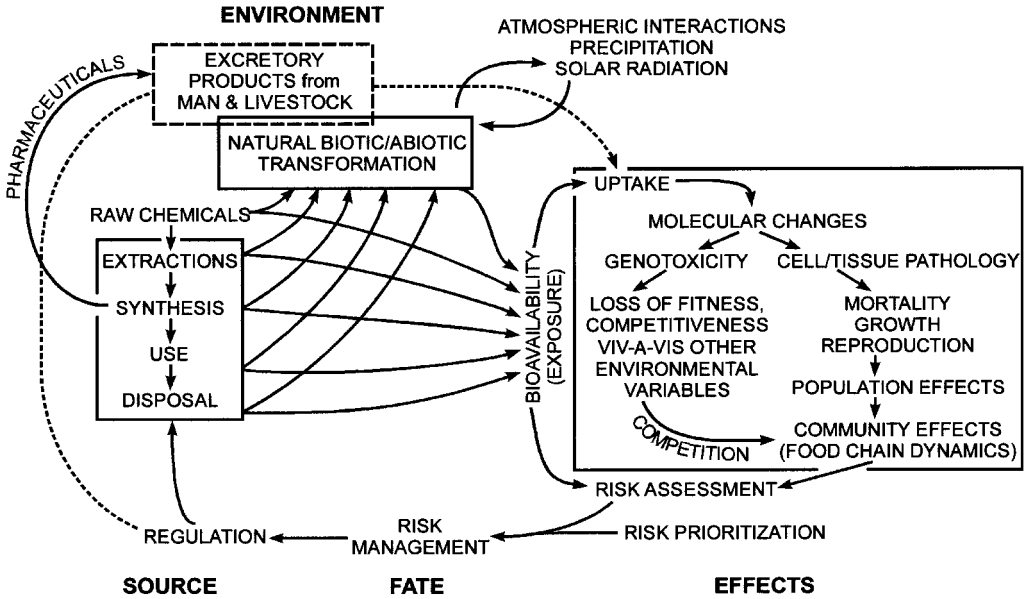 ENVIRONMENT
PHARMACEUTICALS
EXCRETORY
PRODUCTS from
MAN & LIVESTOCK
ATMOSPHERIC INTERACTIONS
PRECIPITATION
SOLAR RADIATION
NATURAL BIOTIC/ABIOTIC
TRANSFORMATION
RAW CHEMICALS
EXTRACTIONS
SYNTHESIS
USE
DISPOSAL
BIOAVAILABILITY
(EXPOSURE)
UPTAKE
MOLECULAR CHANGES
GENOTOXICITY
CELL/TISSUE PATHOLOGY
LOSS OF FITNESS,
COMPETITIVENESS
VIV-A-VIS OTHER
ENVIRONMENTAL
VARIABLES
MORTALITY
GROWTH
REPRODUCTION
POPULATION EFFECTS
COMPETITION
COMMUNITY EFFECTS
(FOOD CHAIN DYNAMICS)
RISK ASSESSMENT
RISK PRIORITIZATION
RISK
MANAGEMENT
REGULATION
SOURCE
FATE
EFFECTS